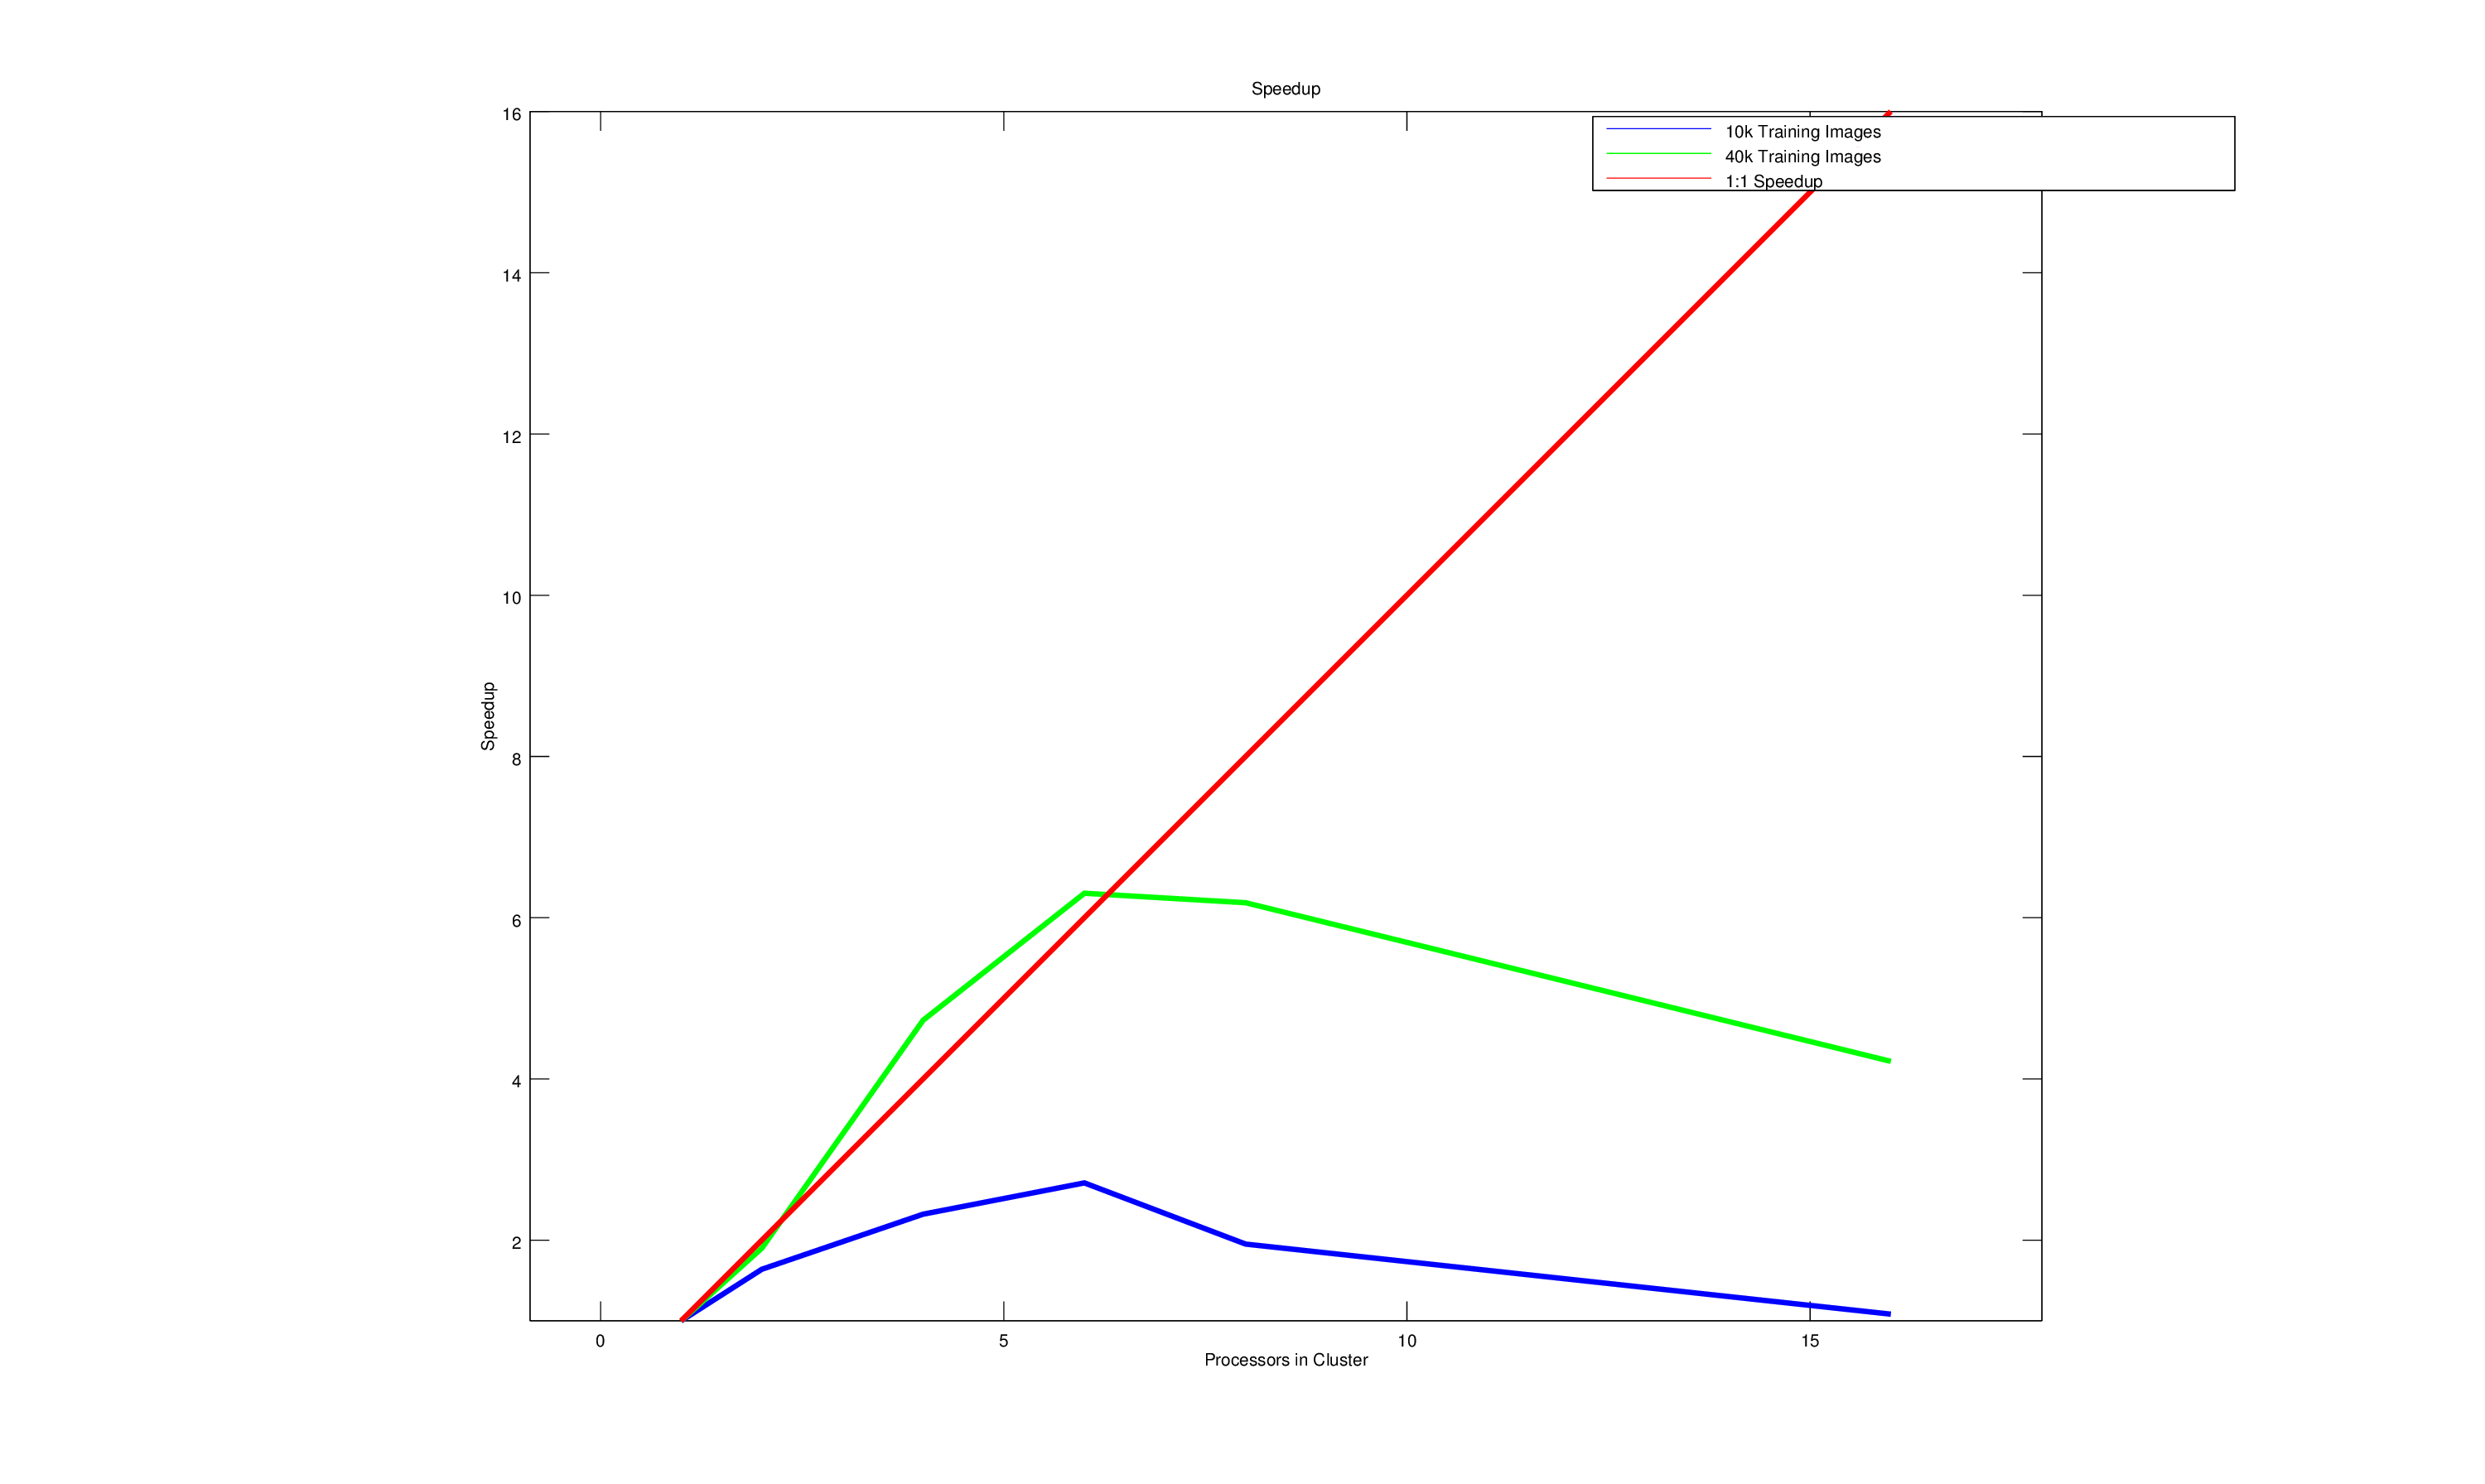 Speedup
16
14
12
10
8
6
4
2
Speedup
10k Training Images
40k Training Images
1:1 Speedup
0 5 10 15
Processors in Cluster